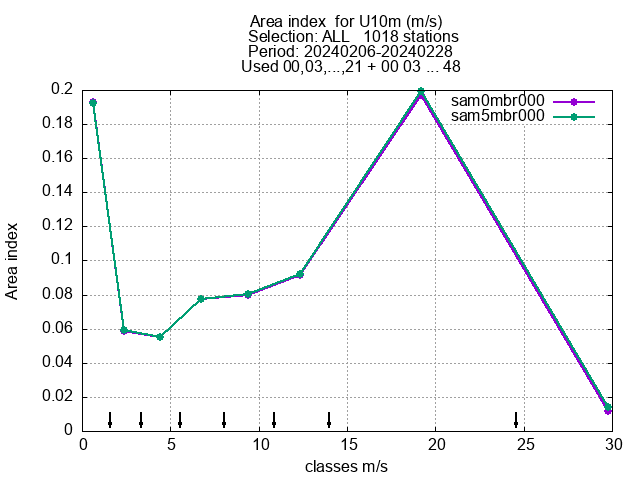 Area index  for U10m (m/s)
Selection: ALL   1018 stations
Period: 20240206-20240228
Used 00,03,...,21 + 00 03 ... 48
sam0mbr000
sam5mbr000
0.2
0.18
0.16
0.14
0.12
0.1
0.08
0.06
0.04
0.02
0
Area index
0 5 10 15 20 25 30
classes m/s